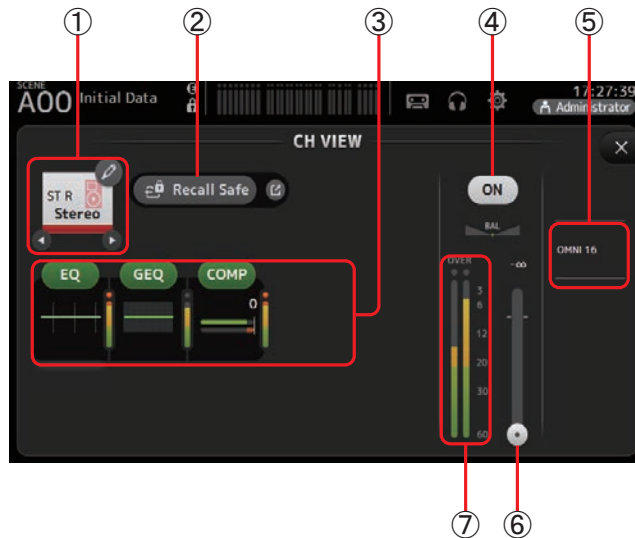 ① ② ③ ④ ⑤
SCENE
A00 Initial Data
17:27:39
Administrator
CH VIEW
ST R
Stereo
Recall Safe
ON
BAL
OMNI 16
EQ GEQ COMP
0
OVER
-∞
3
6
12
20
30
60
⑦ ⑥